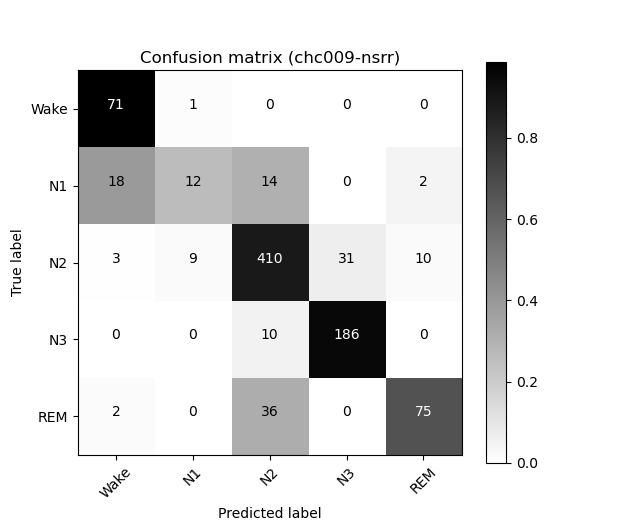 Confusion matrix (chc009-nsrr)
Wake 71 1 0 0 0
N1 18 12 14 0 2
N2 3 9 410 31 10
N3 0 0 10 186 0
REM 2 0 36 0 75
Wake N1 N2 N3 REM
True label
Predicted label
0.8
0.6
0.4
0.2
0.0